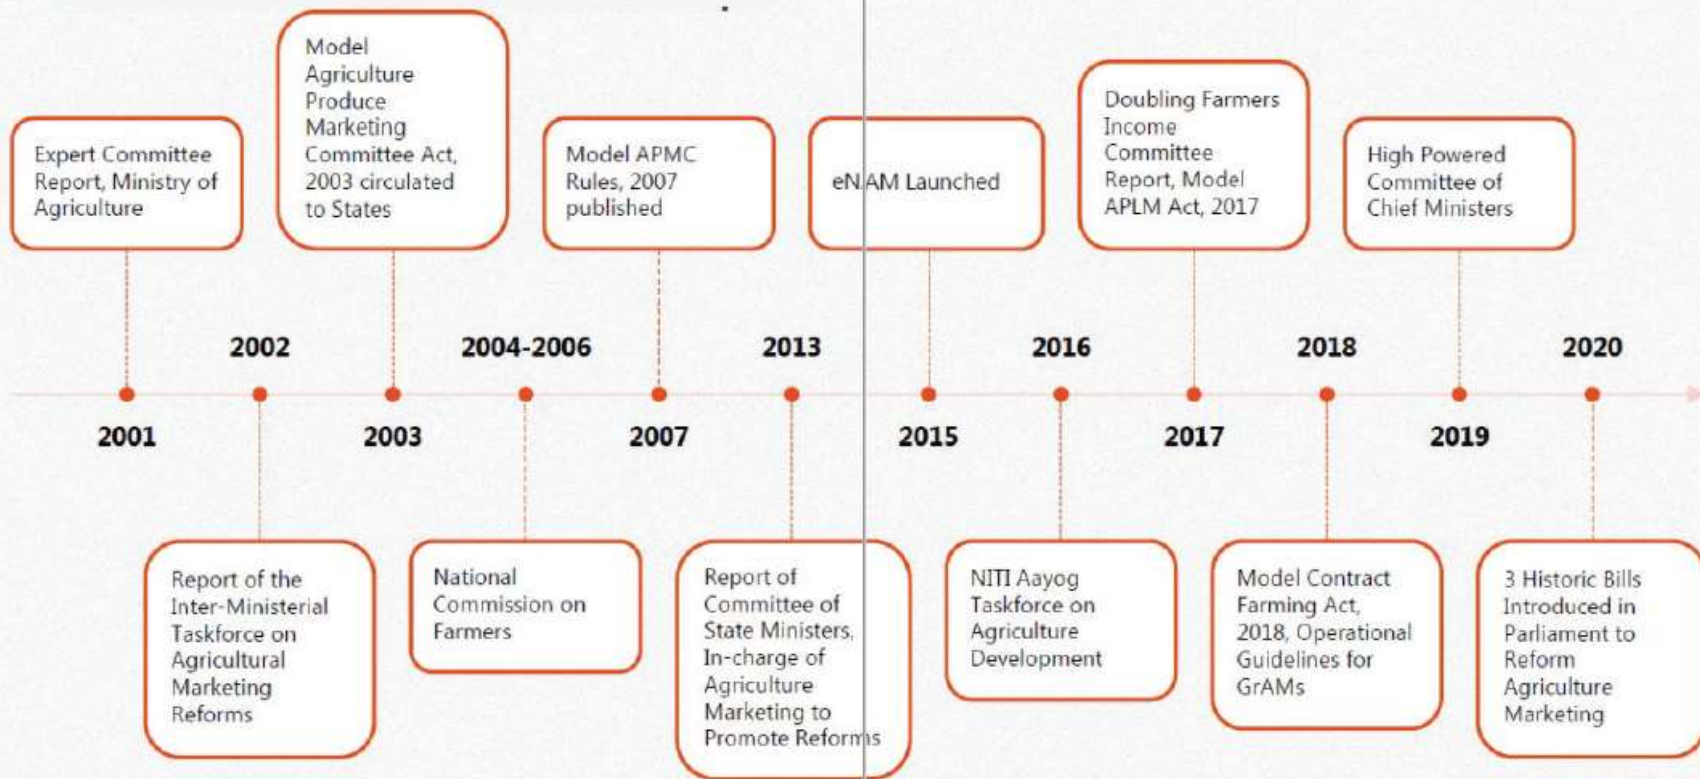 Expert Committee
Report, Ministry of
Agriculture
Model
Agriculture
Produce
Marketing
Committee Act,
2003 circulated
to States
Model APMC
Rules, 2007
published
eNAM Launched
Doubling Farmers
Income
Committee
Report, Model
APLM Act, 2017
High Powered
Committee of
Chief Ministers
2002
2004-2006
2013
2016
2018
2020
2001
2003
2007
2015
2017
2019
Report of the
Inter-Ministerial
Taskforce on
Agricultural
Marketing
Reforms
National
Commission on
Farmers
Report of
Committee of
State Ministers,
In-charge of
Agriculture
Marketing to
Promote Reforms
NITI Aayog
Taskforce on
Agriculture
Development
Model Contract
Farming Act,
2018, Operational
Guidelines for
GrAMs
3 Historic Bills
Introduced in
Parliament to
Reform
Agriculture
Marketing